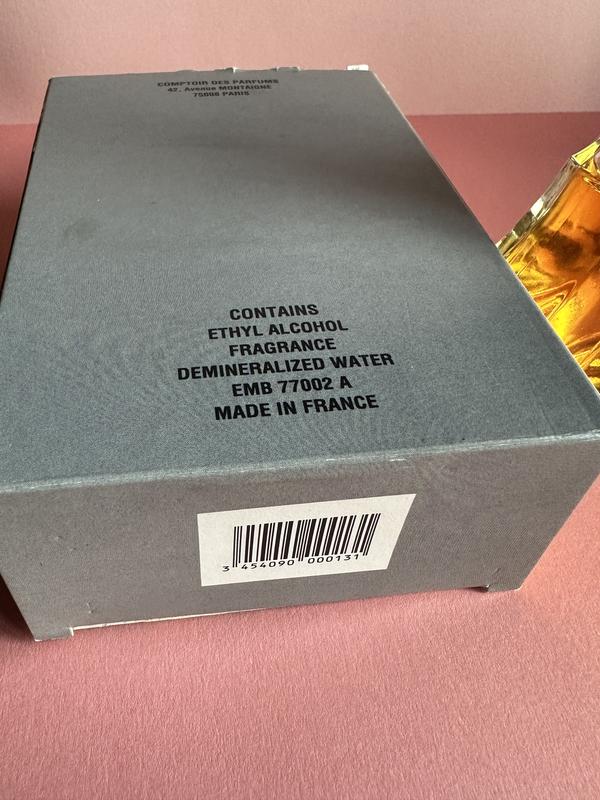 COMPTOIR DES PARFUMS
42, Avenue MONTAIGNE
75008 PARIS
CONTAINS
ETHYL ALCOHOL
FRAGRANCE
DEMINERALIZED WATER
EMB 77002 A
MADE IN FRANCE
3 454090 000131